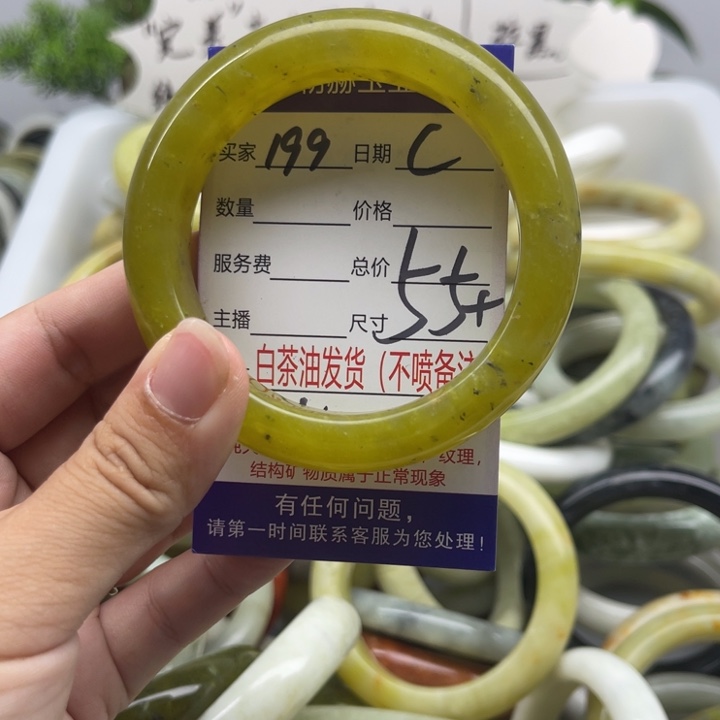 "完美
买家 199 日期 C
数量 价格
服务费 总价
主播 尺寸 55+
白茶油发货（不喷备注
纹理，
结构矿物质属于正常现象
有任何问题，
请第一时间联系客服为您处理！